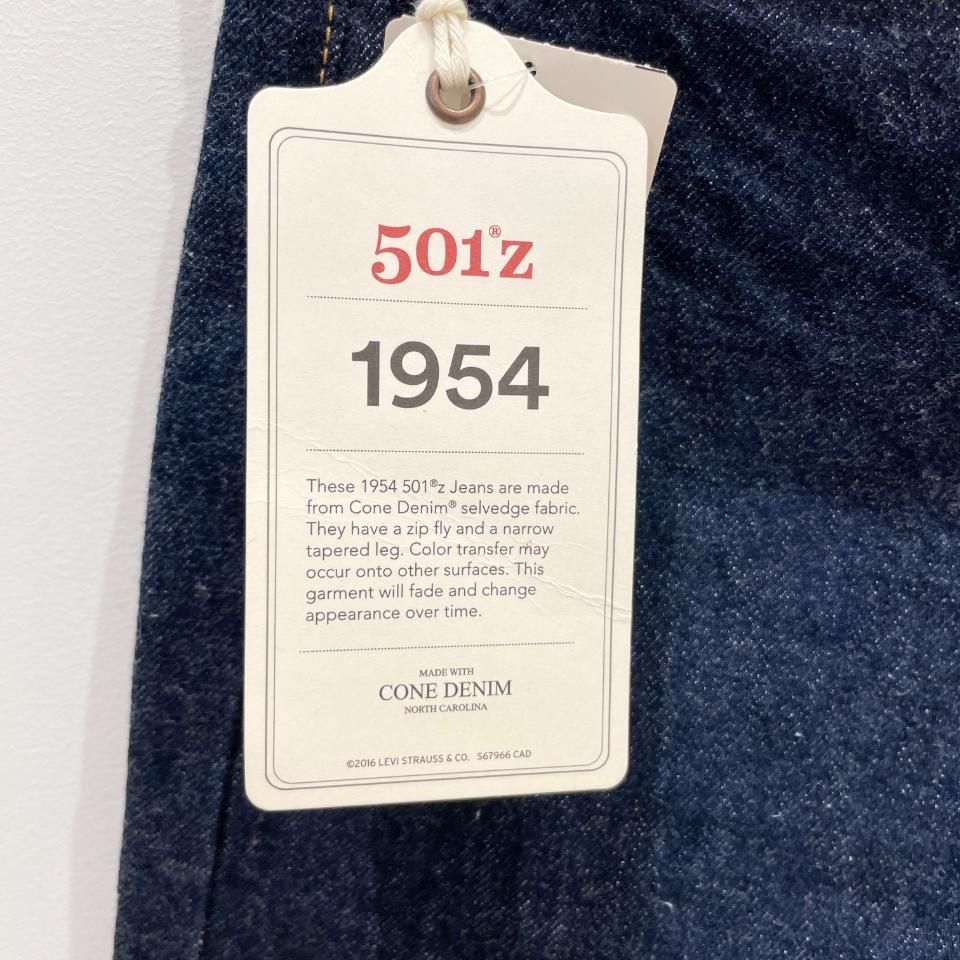 501®z
1954
These 1954 501®z Jeans are made
from Cone Denim® selvedge fabric.
They have a zip fly and a narrow
tapered leg. Color transfer may
occur onto other surfaces. This
garment will fade and change
appearance over time.
MADE WITH
CONE DENIM
NORTH CAROLINA
©2016 LEVI STRAUSS & CO. S67966 CAD